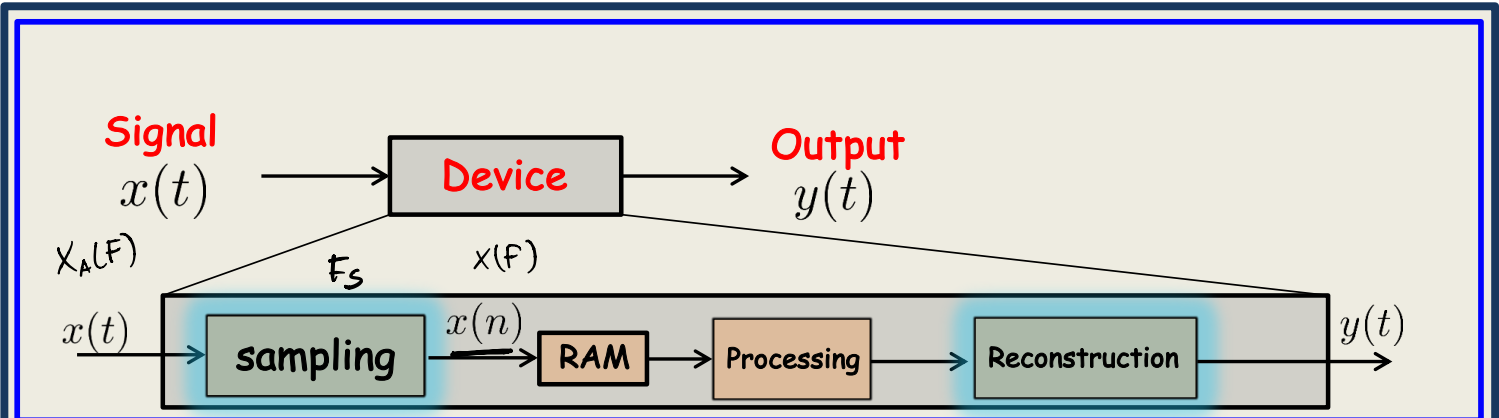 Signal
x(t)
Device
Output
y(t)
X_A(F)
F_S
X(F)
x(t)
sampling
x(n)
RAM
Processing
Reconstruction
y(t)